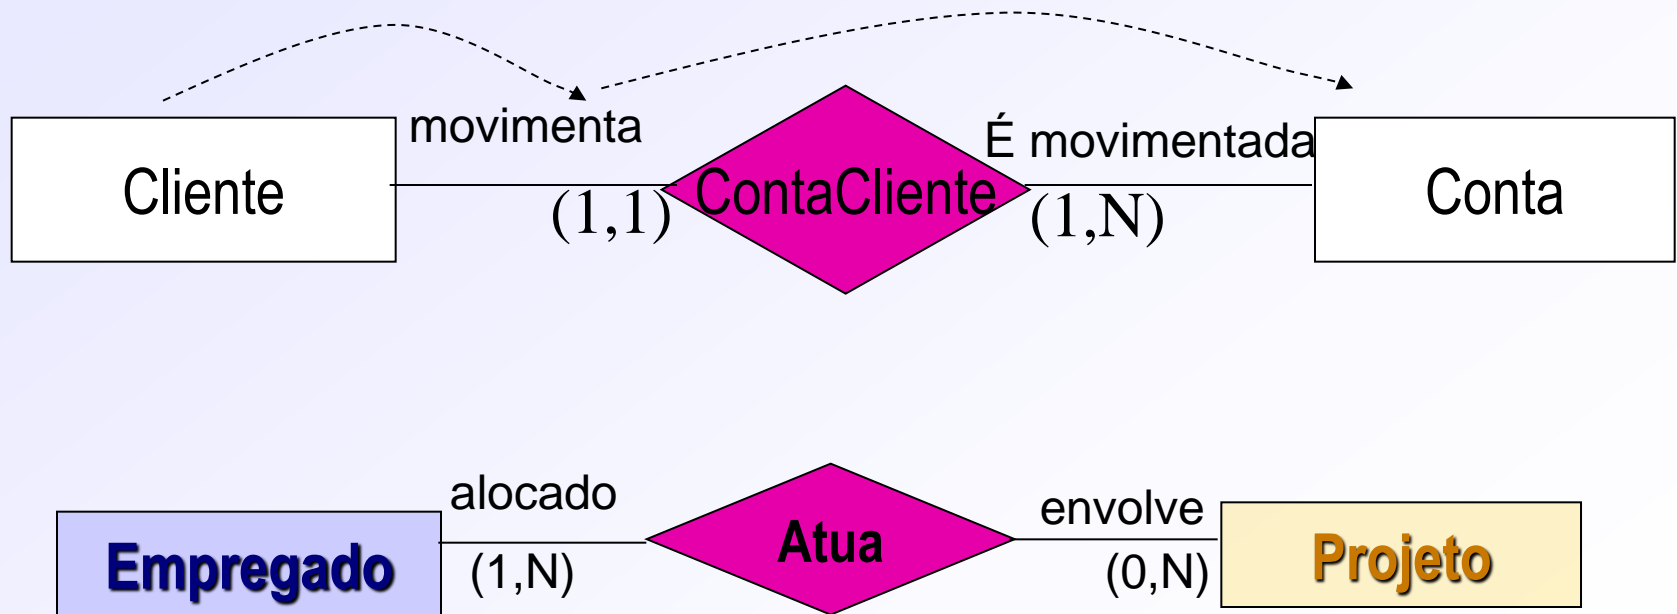 movimenta
É movimentada
Cliente
ContaCliente
Conta
(1,1)
(1,N)
alocado
envolve
Empregado
Atua
Projeto
(1,N)
(0,N)